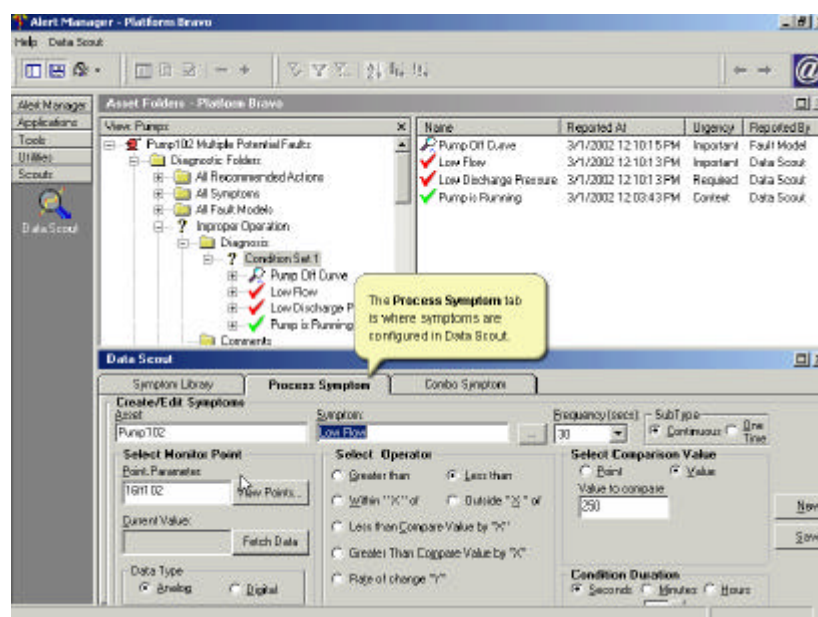 Alert Manager - Platform Bravo
Help Data Scout
Alert Manager
Applications
Tools
Utilities
Scouts
Data Scout
Asset Folders - Platform Bravo
View: Pumps
Pump102 Multiple Potential Faults
Diagnostic Folders
All Recommended Actions
All Symptoms
All Fault Models
Improper Operation
Diagnosis
Condition Set 1
Pump Off Curve
Low Flow
Low Discharge P
Pump is Running
Comments
Name Reported At Urgency Reported By
Pump Off Curve 3/1/2002 12:10:15 PM Important Fault Model
Low Flow 3/1/2002 12:10:13 PM Important Data Scout
Low Discharge Pressure 3/1/2002 12:10:13 PM Required Data Scout
Pump is Running 3/1/2002 12:03:43 PM Context Data Scout
The Process Symptom tab
is where symptoms are
configured in Data Scout.
Data Scout
Symptom Library Process Symptom Combo Symptom
Create/Edit Symptoms
Asset Symptom: Frequency (secs) SubType
Pump102 Low Flow ... 30 Continuous One Time
Select Monitor Point
Point.Parameter
View Points...
Current Value:
Fetch Data
Data Type
Analog Digital
Select Operator
Greater than Less than
Within "X" of Outside "X" of
Less than Compare Value by "X"
Greater Than Compare Value by "X"
Rate of change "Y"
Select Comparison Value
Point Value
Value to compare
250
Condition Duration
Seconds Minutes Hours
New
Save